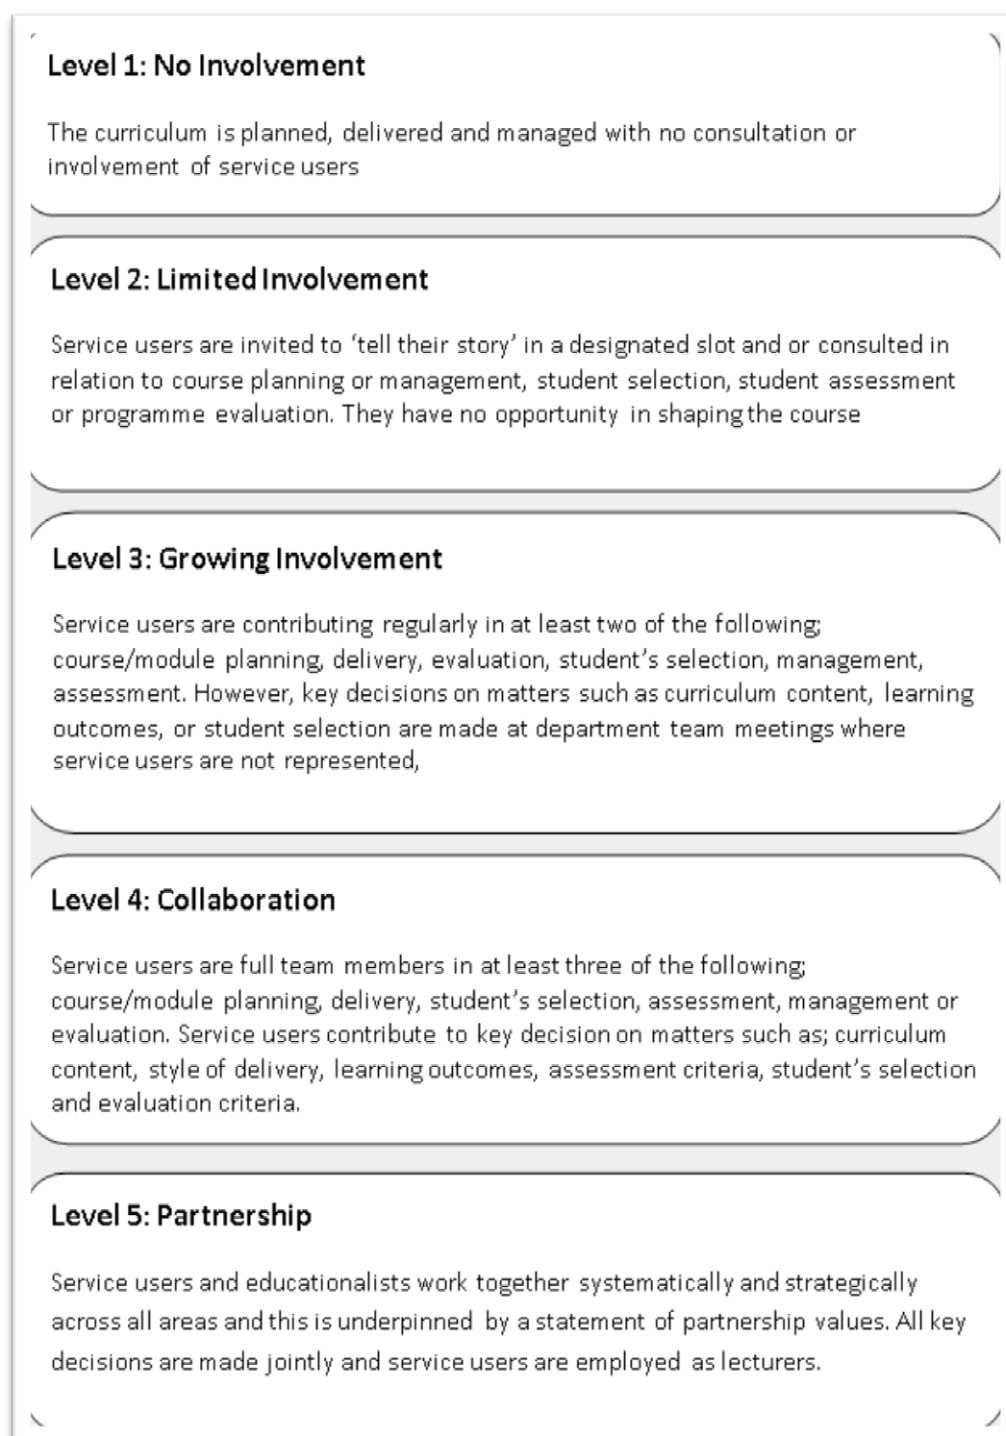 Level 1: No Involvement
The curriculum is planned, delivered and managed with no consultation or
involvement of service users
Level 2: Limited Involvement
Service users are invited to ‘tell their story’ in a designated slot and or consulted in
relation to course planning or management, student selection, student assessment
or programme evaluation. They have no opportunity in shaping the course
Level 3: Growing Involvement
Service users are contributing regularly in at least two of the following;
course/module planning, delivery, evaluation, student’s selection, management,
assessment. However, key decisions on matters such as curriculum content, learning
outcomes, or student selection are made at department team meetings where
service users are not represented,
Level 4: Collaboration
Service users are full team members in at least three of the following;
course/module planning, delivery, student’s selection, assessment, management or
evaluation. Service users contribute to key decision on matters such as; curriculum
content, style of delivery, learning outcomes, assessment criteria, student’s selection
and evaluation criteria.
Level 5: Partnership
Service users and educationalists work together systematically and strategically
across all areas and this is underpinned by a statement of partnership values. All key
decisions are made jointly and service users are employed as lecturers.